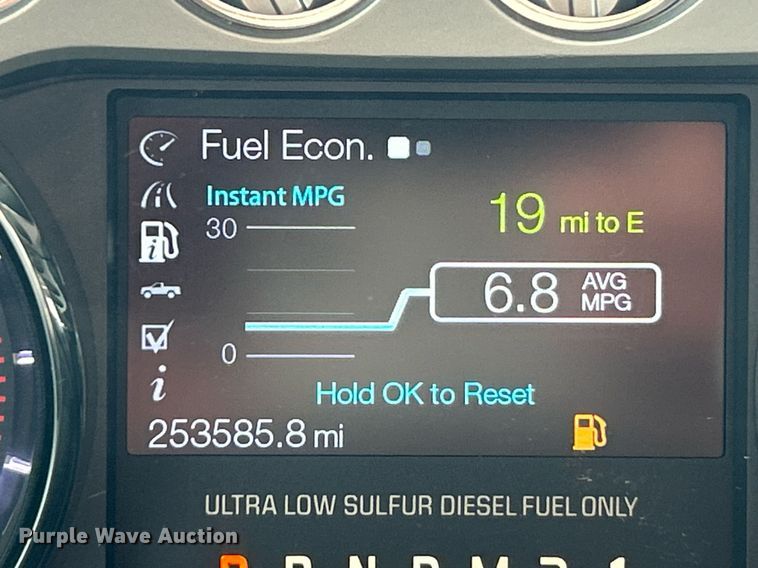 Fuel Econ.
Instant MPG
30
19 mi to E
6.8 AVG MPG
0
Hold OK to Reset
253585.8 mi
ULTRA LOW SULFUR DIESEL FUEL ONLY
Purple Wave Auction